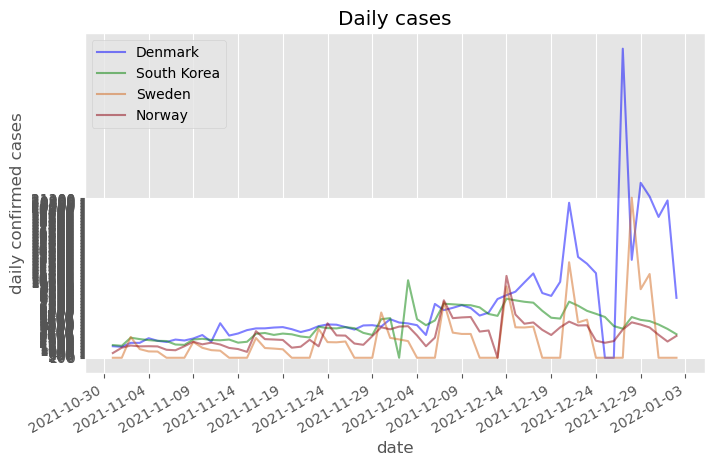 Daily cases
Denmark
South Korea
Sweden
Norway
daily confirmed cases
2021-10-30
2021-11-04
2021-11-09
2021-11-14
2021-11-19
2021-11-24
2021-11-29
2021-12-04
2021-12-09
2021-12-14
2021-12-19
2021-12-24
2021-12-29
2022-01-03
date